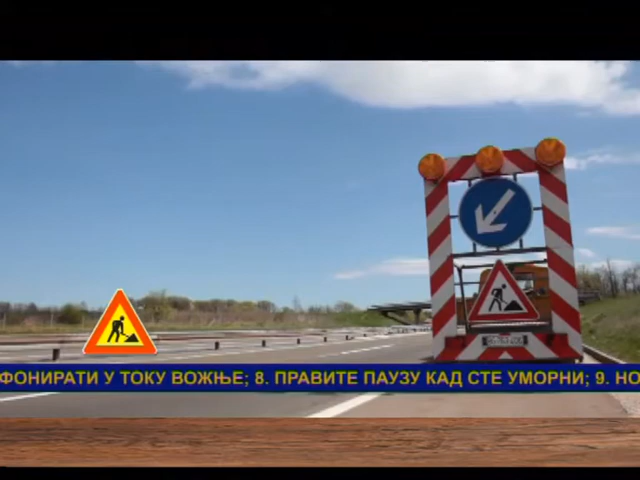 ФОНИРАТИ У ТОКУ ВОЖЊЕ; 8. ПРАВИТЕ ПАУЗУ КАД СТЕ УМОРНИ; 9. НО